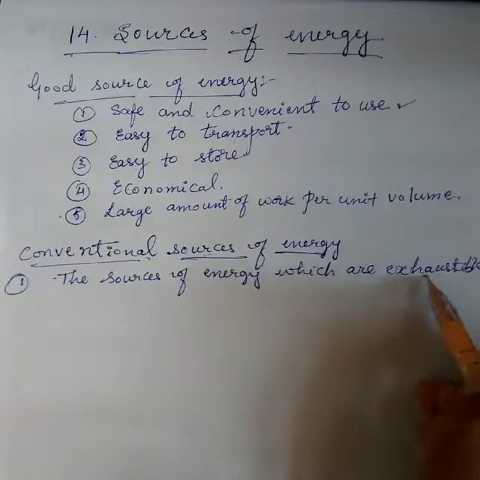 14. Sources of energy
Good source of energy:-
① Safe and convenient to use ✓
② Easy to transport.
③ Easy to store
④ Economical.
⑤ Large amount of work per unit volume.
Conventional sources of energy
① The sources of energy which are exhaustible